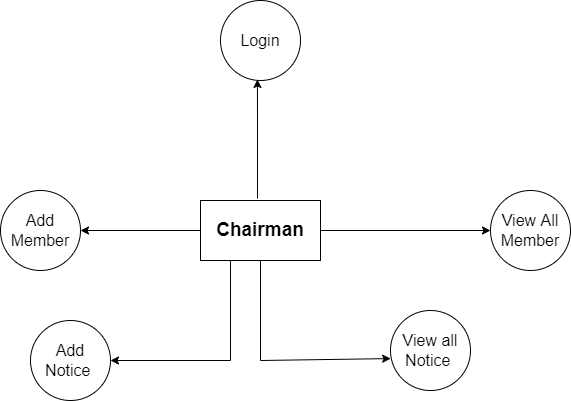 Login
Add
Member
Chairman
View All
Member
Add
Notice
View all
Notice